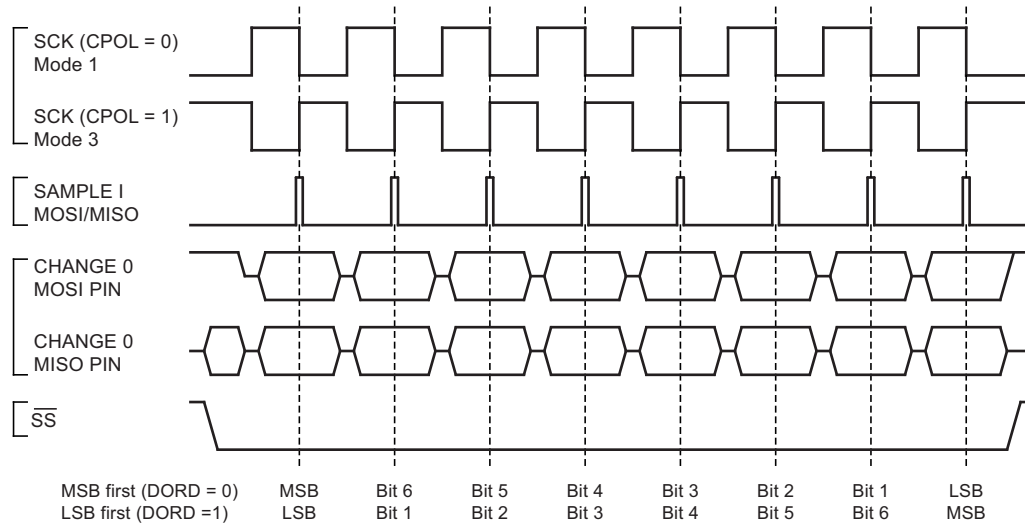 SCK (CPOL = 0)
Mode 1
SCK (CPOL = 1)
Mode 3
SAMPLE I
MOSI/MISO
CHANGE 0
MOSI PIN
CHANGE 0
MISO PIN
SS
MSB first (DORD = 0) MSB Bit 6 Bit 5 Bit 4 Bit 3 Bit 2 Bit 1 LSB
LSB first (DORD =1) LSB Bit 1 Bit 2 Bit 3 Bit 4 Bit 5 Bit 6 MSB